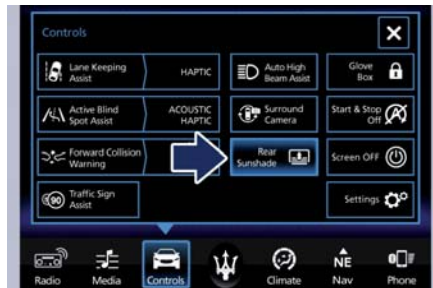 Controls
Lane Keeping
Assist
HAPTIC
Auto High
Beam Assist
Glove
Box
Active Blind
Spot Assist
ACOUSTIC
HAPTIC
Surround
Camera
Start & Stop
Off
Forward Collision
Warning
Rear
Sunshade
Screen OFF
90
Traffic Sign
Assist
Settings
Radio
Media
Controls
Climate
NE
Nav
Phone